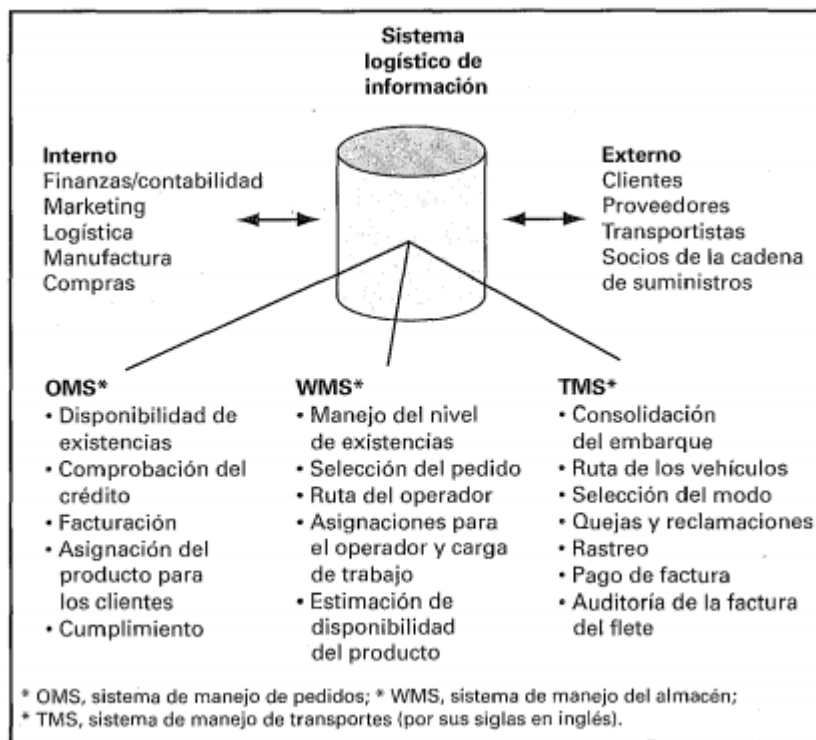 Sistema
logístico de
información
Interno
Finanzas/contabilidad
Marketing
Logística
Manufactura
Compras
Externo
Clientes
Proveedores
Transportistas
Socios de la cadena
de suministros
OMS*
• Disponibilidad de
existencias
• Comprobación del
crédito
• Facturación
• Asignación del
producto para
los clientes
• Cumplimiento
WMS*
• Manejo del nivel
de existencias
• Selección del pedido
• Ruta del operador
• Asignaciones para
el operador y carga
de trabajo
• Estimación de
disponibilidad
del producto
TMS*
• Consolidación
del embarque
• Ruta de los vehículos
• Selección del modo
• Quejas y reclamaciones
• Rastreo
• Pago de factura
• Auditoría de la factura
del flete
* OMS, sistema de manejo de pedidos; * WMS, sistema de manejo del almacén;
* TMS, sistema de manejo de transportes (por sus siglas en inglés).